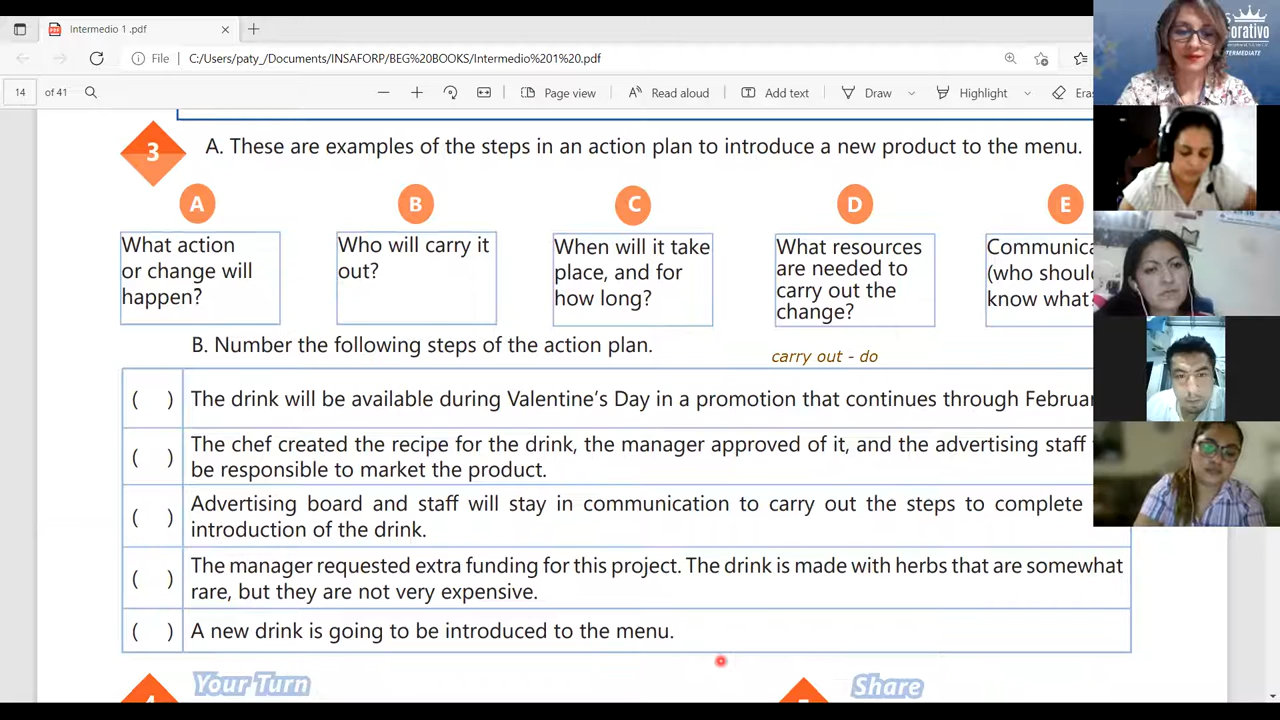 Intermedio 1 .pdf
File
C:/Users/paty_/Documents/INSAFORP/BEG%20BOOKS/Intermedio%201%20.pdf
14 of 41
Page view
Read aloud
Add text
Draw
Highlight
S
orativo
TERMEDIATE
3
A. These are examples of the steps in an action plan to introduce a new product to the menu.
A
B
C
D
E
What action
or change will
happen?
Who will carry it
out?
When will it take
place, and for
how long?
What resources
are needed to
carry out the
change?
(who
know what?
B. Number the following steps of the action plan.
carry out - do
( ) The drink will be available during Valentine's Day in a promotion that continues through
( ) The chef created the recipe for the drink, the manager approved of it, and the advertising staff
be responsible to market the product.
( ) Advertising board and staff will stay in communication to carry out the steps to complete
introduction of the drink.
( ) The manager requested extra funding for this project. The drink is made with herbs that are somewhat
rare, but they are not very expensive.
( ) A new drink is going to be introduced to the menu.
Your Turn
Share